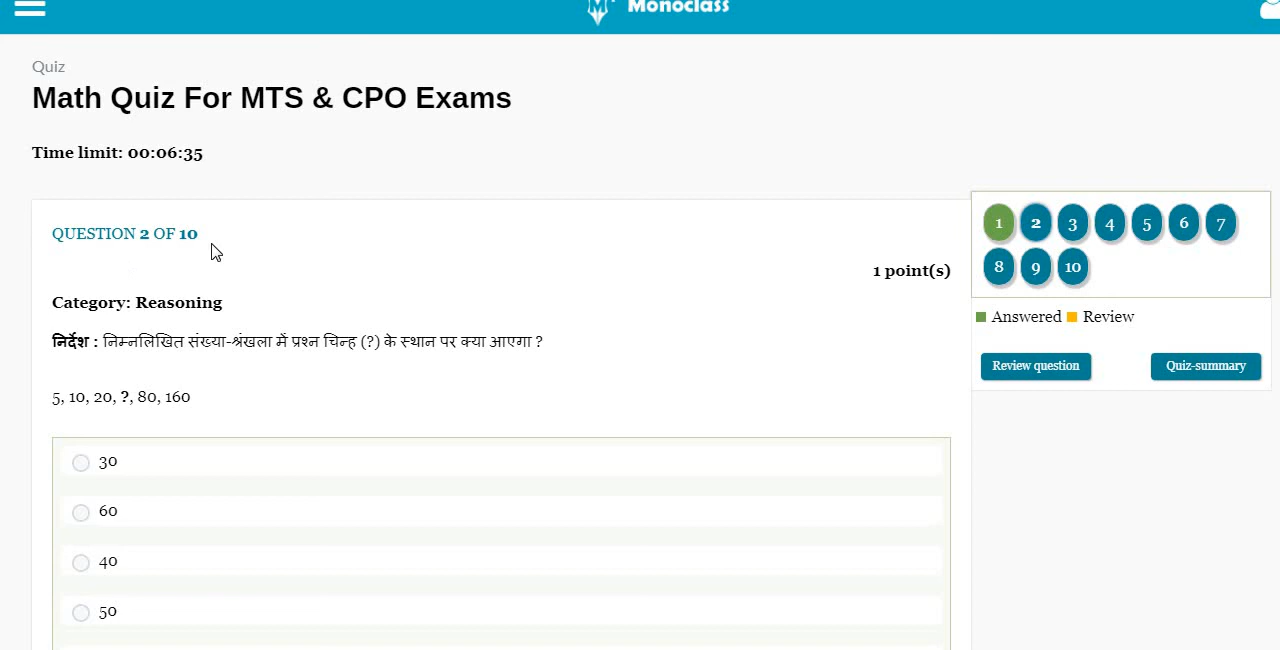 Monoclass
Quiz
Math Quiz For MTS & CPO Exams
Time limit: 00:06:35
QUESTION 2 OF 10
1 point(s)
Category: Reasoning
निर्देश : निम्नलिखित संख्या-श्रंखला में प्रश्न चिन्ह (?) के स्थान पर क्या आएगा ?
5, 10, 20, ?, 80, 160
30
60
40
50
1 2 3 4 5 6 7
8 9 10
Answered Review
Review question Quiz-summary